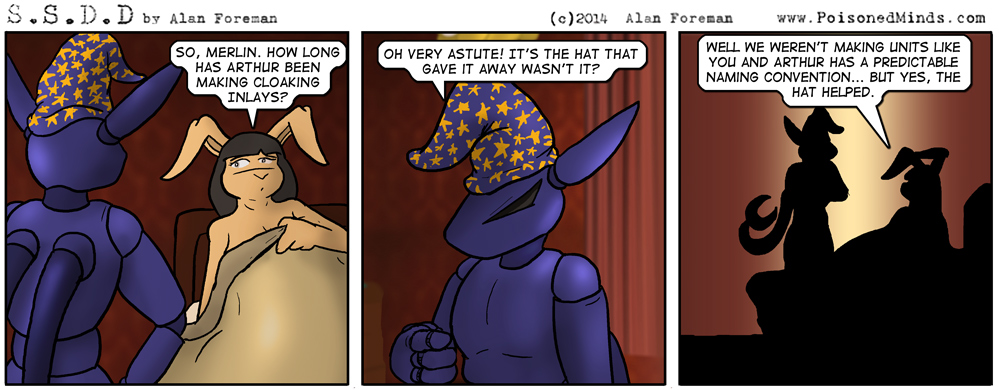 S.S.D.D by Alan Foreman (c)2014 Alan Foreman www.PoisonedMinds.com
SO, MERLIN. HOW LONG
HAS ARTHUR BEEN
MAKING CLOAKING
INLAYS?
OH VERY ASTUTE! IT'S THE HAT THAT
GAVE IT AWAY WASN'T IT?
WELL WE WEREN'T MAKING UNITS LIKE
YOU AND ARTHUR HAS A PREDICTABLE
NAMING CONVENTION... BUT YES, THE
HAT HELPED.